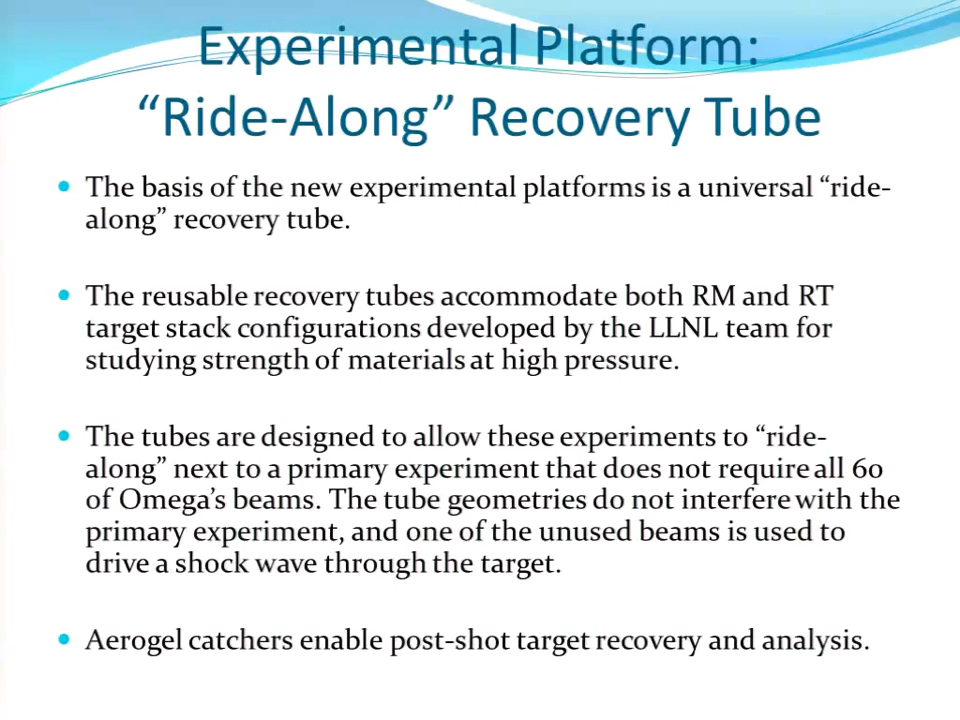 Experimental Platform:
“Ride-Along” Recovery Tube
• The basis of the new experimental platforms is a universal “ride-
along” recovery tube.
• The reusable recovery tubes accommodate both RM and RT
target stack configurations developed by the LLNL team for
studying strength of materials at high pressure.
• The tubes are designed to allow these experiments to “ride-
along” next to a primary experiment that does not require all 60
of Omega’s beams. The tube geometries do not interfere with the
primary experiment, and one of the unused beams is used to
drive a shock wave through the target.
• Aerogel catchers enable post-shot target recovery and analysis.